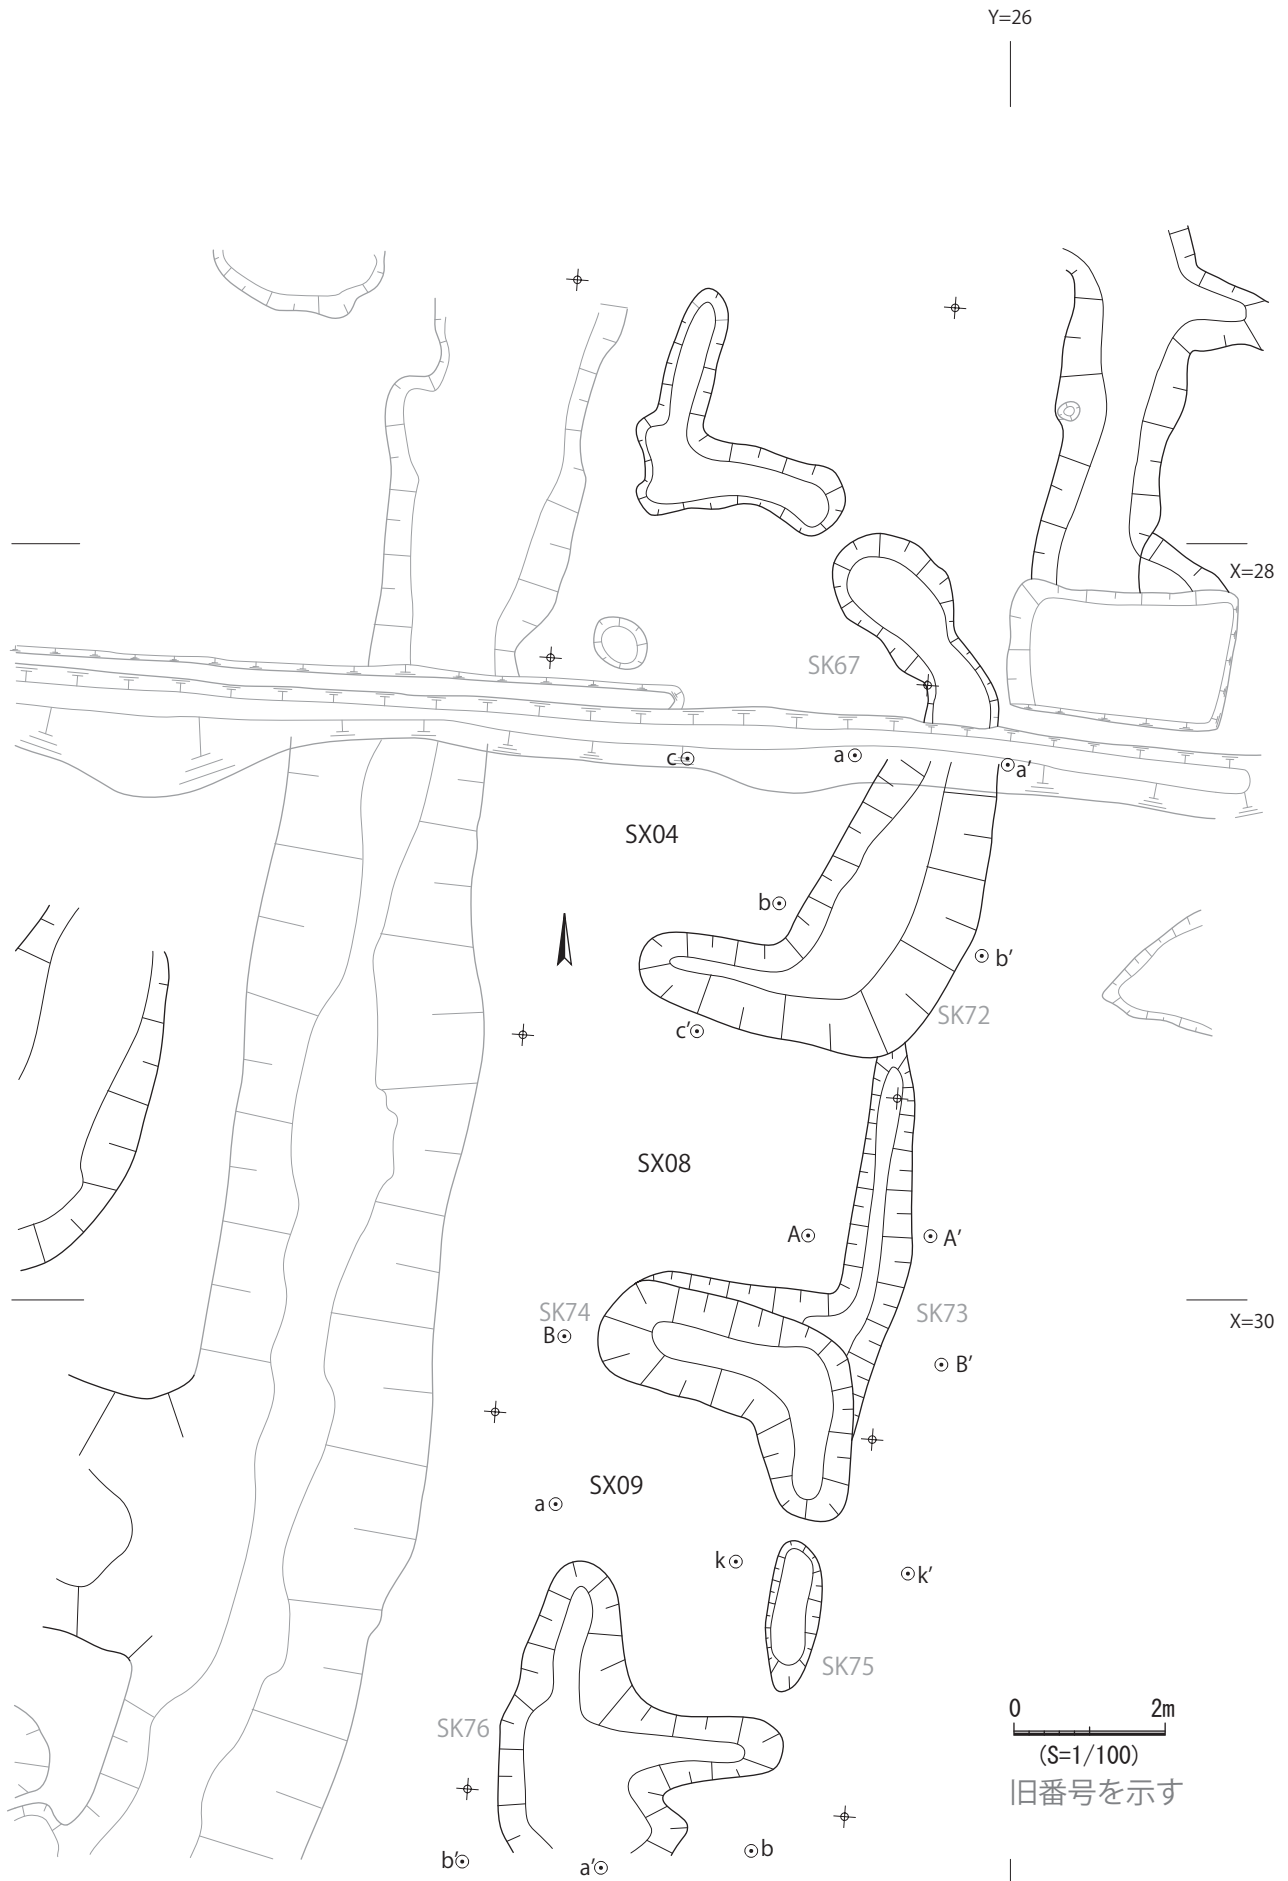 Y=26
X=28
SK67
c
a
a’
SX04
b
b’
SK72
c’
SX08
A
A’
SK74
SK73
X=30
B
B’
SX09
a
k
k’
SK75
SK76
0 2m
(S=1/100)
旧番号を示す
b’
a’
b